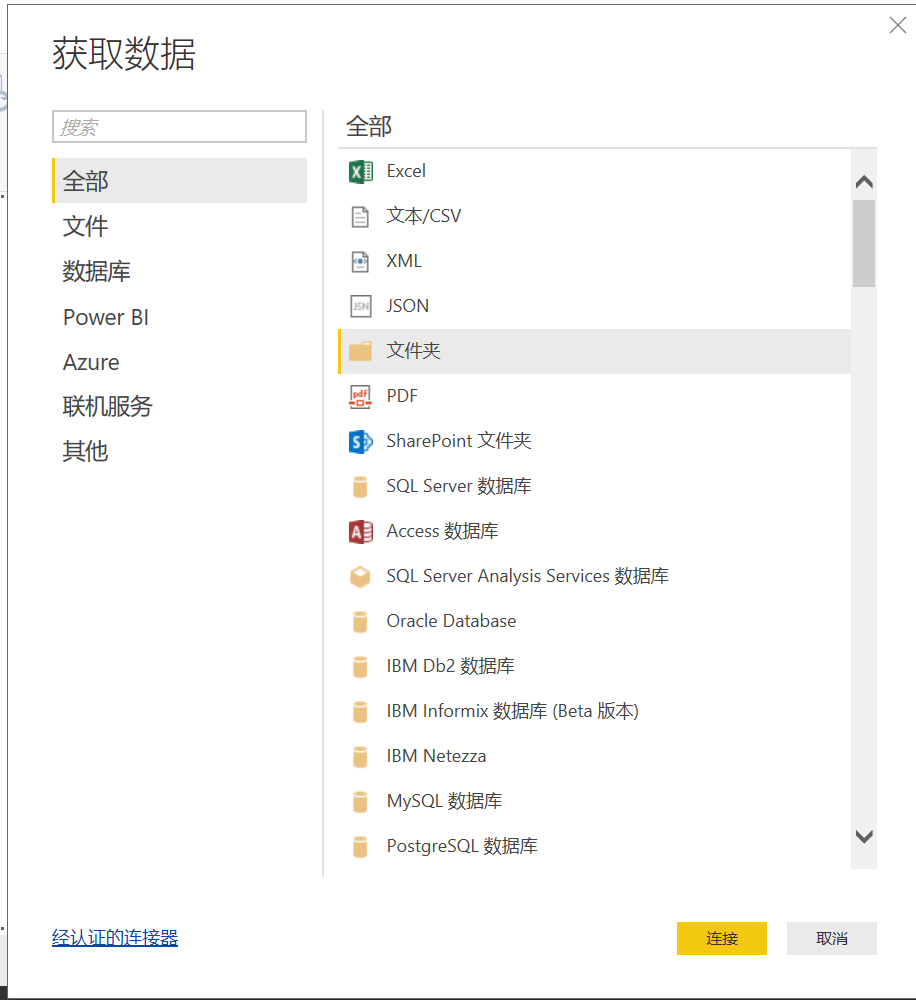 获取数据
搜索
全部
文件
数据库
Power BI
Azure
联机服务
其他
全部
Excel
文本/CSV
XML
JSON
文件夹
PDF
SharePoint 文件夹
SQL Server 数据库
Access 数据库
SQL Server Analysis Services 数据库
Oracle Database
IBM Db2 数据库
IBM Informix 数据库 (Beta 版本)
IBM Netezza
MySQL 数据库
PostgreSQL 数据库
经认证的连接器
连接
取消